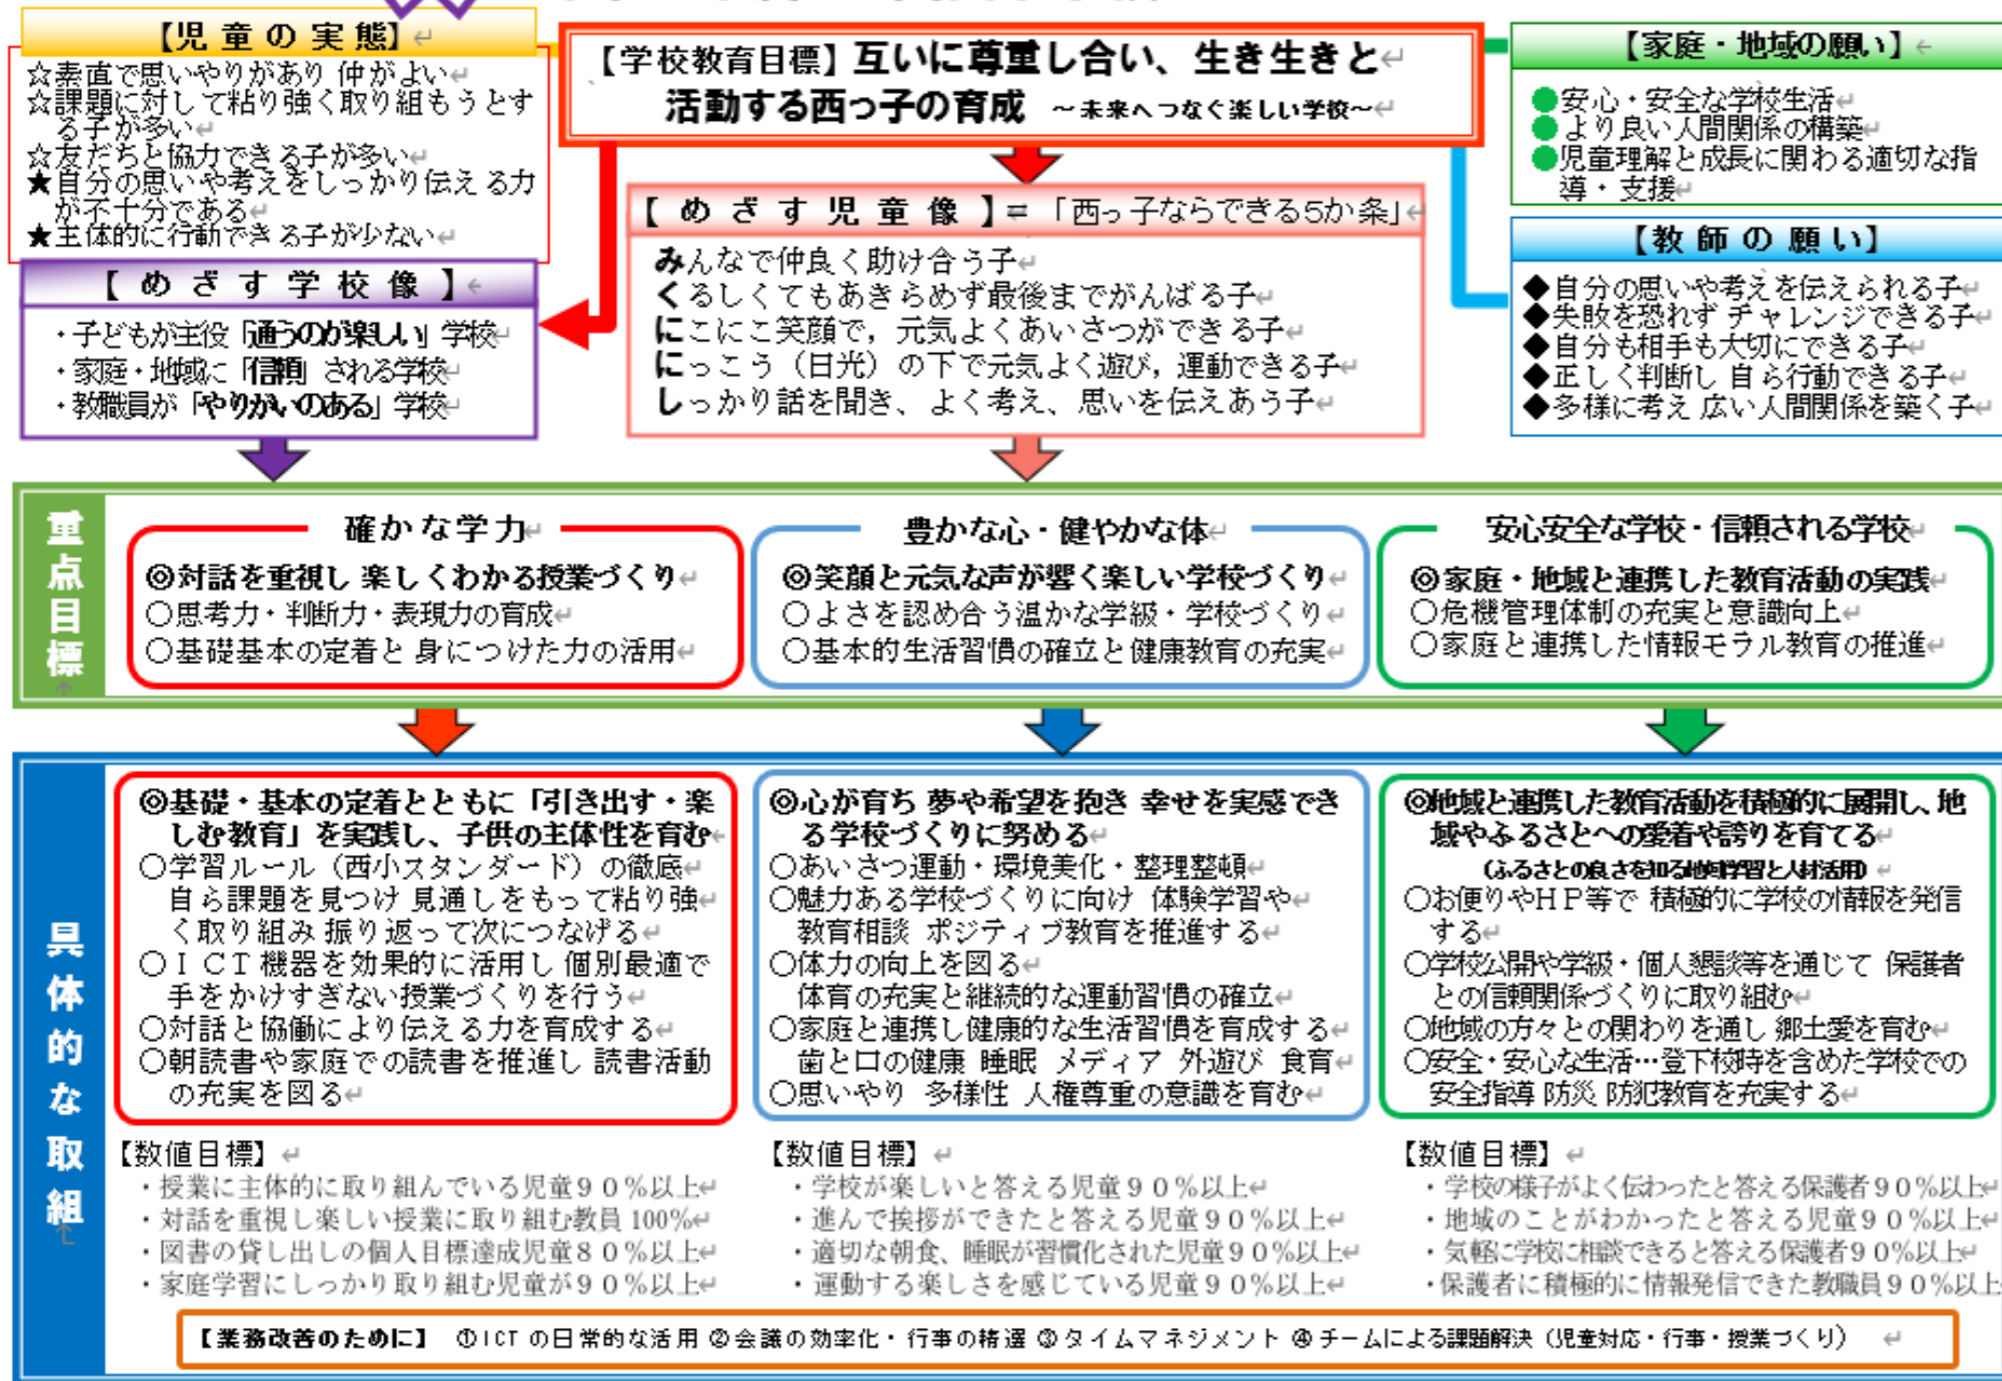 【児童の実態】
☆素直で思いやりがあり 仲がよい
☆課題に対して粘り強く取り組もうとす
る子が多い
☆友だちと協力できる子が多い
★自分の思いや考えをしっかり伝える力
が不十分である
★主体的に行動できる子が少ない
【学校教育目標】互いに尊重し合い、生き生きと
活動する西っ子の育成 ～未来へつなぐ楽しい学校～
【家庭・地域の願い】
●安心・安全な学校生活
●より良い人間関係の構築
●児童理解と成長に関わる適切な指
導・支援
【めざす学校像】
・子どもが主役「通うのが楽しい」学校
・家庭・地域に「信頼」される学校
・教職員が「やりがいのある」学校
【めざす児童像】＝「西っ子ならできる5か条」
みんなで仲良く助け合う子
くるしくてもあきらめず最後までがんばる子
にこにこ笑顔で，元気よくあいさつができる子
にっこう（日光）の下で元気よく遊び，運動できる子
しっかり話を聞き、よく考え、思いを伝えあう子
【教師の願い】
◆自分の思いや考えを伝えられる子
◆失敗を恐れず チャレンジできる子
◆自分も相手も大切にできる子
◆正しく判断し 自ら行動できる子
◆多様に考え 広い人間関係を築く子
重点目標
確かな学力
◎対話を重視し 楽しくわかる授業づくり
○思考力・判断力・表現力の育成
○基礎基本の定着と 身につけた力の活用
豊かな心・健やかな体
◎笑顔と元気な声が響く楽しい学校づくり
○よさを認め合う温かな学級・学校づくり
○基本的生活習慣の確立と健康教育の充実
安心安全な学校・信頼される学校
◎家庭・地域と連携した教育活動の実践
○危機管理体制の充実と意識向上
○家庭と連携した情報モラル教育の推進
具体的な取組
◎基礎・基本の定着とともに「引き出す・楽
しむ教育」を実践し、子供の主体性を育む
○学習ルール（西小スタンダード）の徹底
自ら課題を見つけ 見通しをもって粘り強
く取り組み 振り返って次につなげる
○ＩＣＴ機器を効果的に活用し 個別最適で
手をかけすぎない授業づくりを行う
○対話と協働により伝える力を育成する
○朝読書や家庭での読書を推進し 読書活動
の充実を図る
【数値目標】
・授業に主体的に取り組んでいる児童９０％以上
・対話を重視し楽しい授業に取り組む教員 100％
・図書の貸し出しの個人目標達成児童８０％以上
・家庭学習にしっかり取り組む児童が９０％以上
◎心が育ち 夢や希望を抱き 幸せを実感でき
る学校づくりに努める
○あいさつ運動・環境美化・整理整頓
○魅力ある学校づくりに向け 体験学習や
教育相談 ポジティブ教育を推進する
○体力の向上を図る
体育の充実と継続的な運動習慣の確立
○家庭と連携し健康的な生活習慣を育成する
歯と口の健康 睡眠 メディア 外遊び 食育
○思いやり 多様性 人権尊重の意識を育む
【数値目標】
・学校が楽しいと答える児童９０％以上
・進んで挨拶ができたと答える児童９０％以上
・適切な朝食、睡眠が習慣化された児童９０％以上
・運動する楽しさを感じている児童９０％以上
◎地域と連携した教育活動を積極的に展開し、地
域やふるさとへの愛着や誇りを育てる
（ふるさとの良さを知る地域学習と人材活用）
○お便りやＨＰ等で 積極的に学校の情報を発信
する
○学校公開や学級・個人懇談等を通じて 保護者
との信頼関係づくりに取り組む
○地域の方々との関わりを通し 郷土愛を育む
○安全・安心な生活…登下校時を含めた学校での
安全指導 防災 防犯教育を充実する
【数値目標】
・学校の様子がよく伝わったと答える保護者９０％以上
・地域のことがわかったと答える児童９０％以上
・気軽に学校に相談できると答える保護者９０％以上
・保護者に積極的に情報発信できた教職員９０％以上
【業務改善のために】 ①ICT の日常的な活用 ②会議の効率化・行事の精選 ③タイムマネジメント ④チームによる課題解決（児童対応・行事・授業づくり）